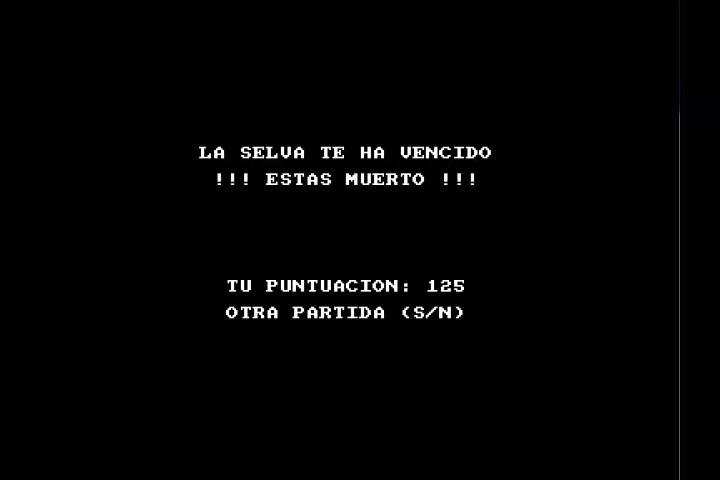 LA SELVA TE HA VENCIDO
!!! ESTAS MUERTO !!!
TU PUNTUACION: 125
OTRA PARTIDA (S/N)